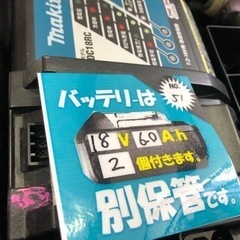 Makita
DC18RC
バッテリーは
NO.
51
18V 6.0Ah
2個付きます。
別保管です。